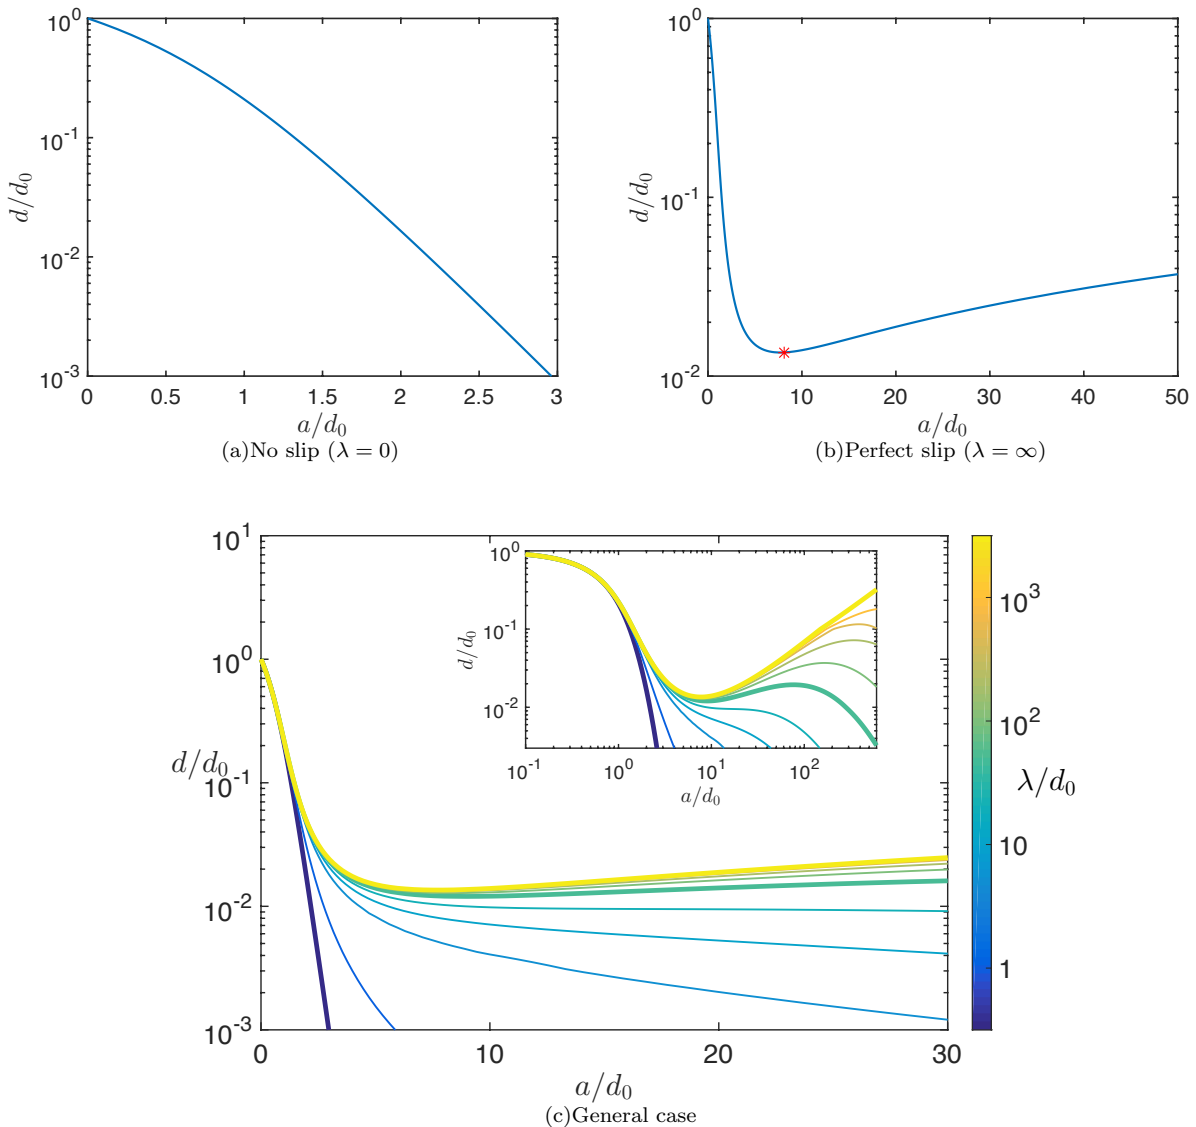 10^0
10^-1
10^-2
10^-3
d/d_0
0 0.5 1 1.5 2 2.5 3
a/d_0
(a)No slip (λ = 0)
10^0
10^-1
10^-2
d/d_0
0 10 20 30 40 50
a/d_0
(b)Perfect slip (λ = ∞)
10^1
10^0
10^-1
10^-2
10^-3
d/d_0
0 10 20 30
a/d_0
10^0
10^-1
10^-2
d/d_0
10^-1 10^0 10^1 10^2
a/d_0
10^3
10^2
10
1
λ/d_0
(c)General case